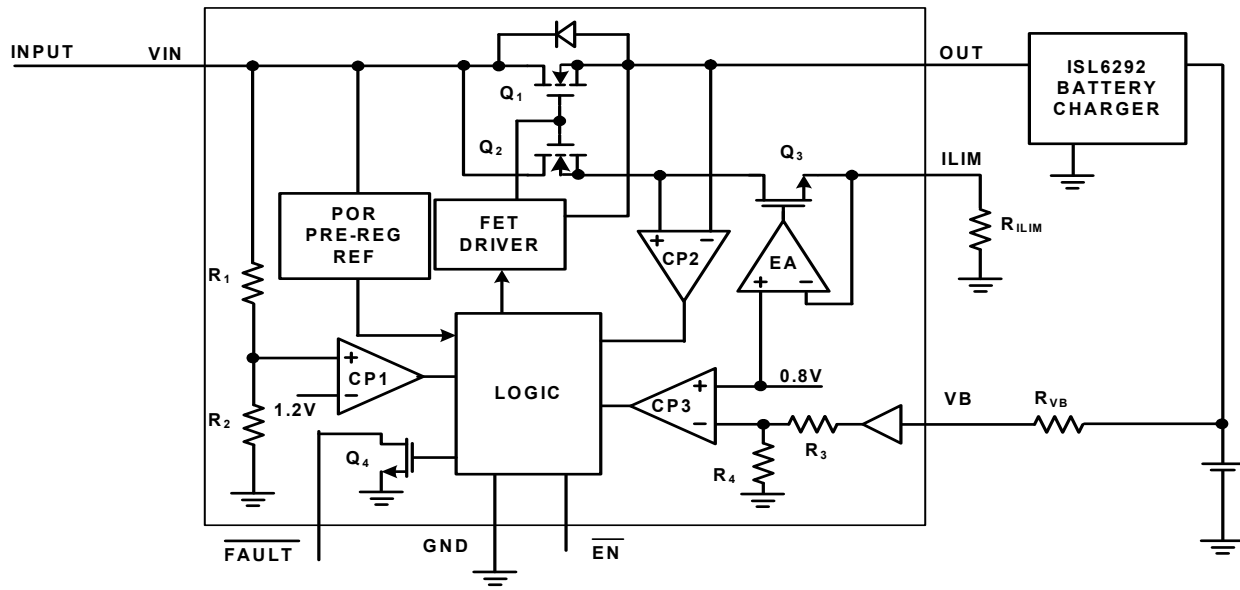 INPUT
VIN
OUT
ISL6292
BATTERY
CHARGER
Q1
Q2
Q3
ILIM
POR
PRE-REG
REF
FET
DRIVER
+
−
CP2
RILIM
EA
+
−
R1
+
CP1
−
1.2V
LOGIC
+
CP3
−
0.8V
VB
RVB
R2
R3
Q4
R4
FAULT
GND
EN